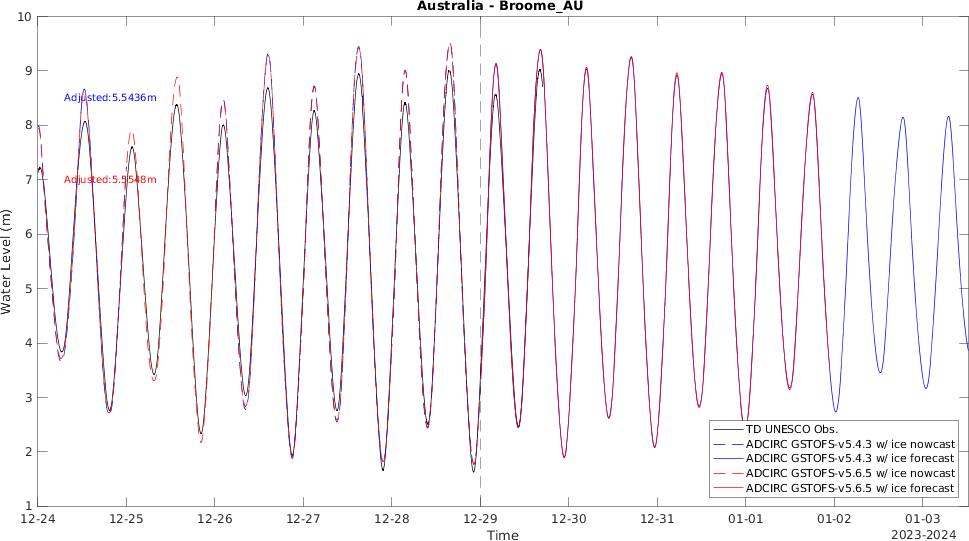 Australia - Broome_AU
10
9
8
7
6
5
4
3
2
1
Water Level (m)
Adjusted:5.5436m
Adjusted:5.5548m
TD UNESCO Obs.
ADCIRC GSTOFS-v5.4.3 w/ ice nowcast
ADCIRC GSTOFS-v5.4.3 w/ ice forecast
ADCIRC GSTOFS-v5.6.5 w/ ice nowcast
ADCIRC GSTOFS-v5.6.5 w/ ice forecast
12-24 12-25 12-26 12-27 12-28 12-29 12-30 12-31 01-01 01-02 01-03
Time
2023-2024